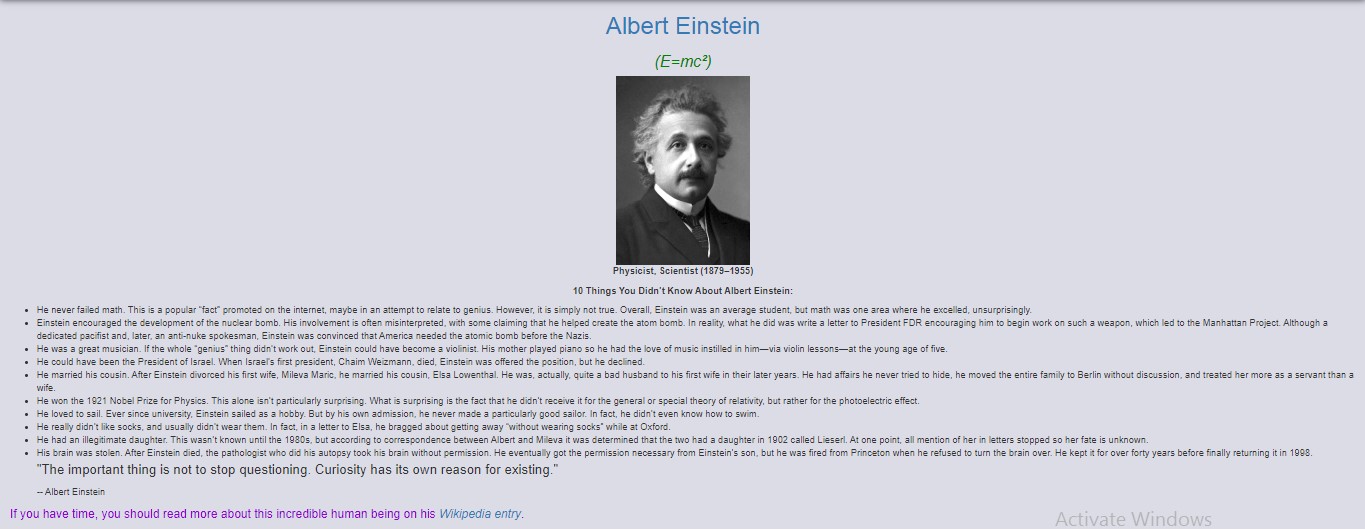 Albert Einstein
(E=mc²)
Physicist, Scientist (1879–1955)
10 Things You Didn't Know About Albert Einstein:
He never failed math. This is a popular "fact" promoted on the internet, maybe in an attempt to relate to genius. However, it is simply not true. Overall, Einstein was an average student, but math was one area where he excelled, unsurprisingly.
Einstein encouraged the development of the nuclear bomb. His involvement is often misinterpreted, with some claiming that he helped create the atom bomb. In reality, what he did was write a letter to President FDR encouraging him to begin work on such a weapon, which led to the Manhattan Project. Although a
dedicated pacifist and, later, an anti-nuke spokesman, Einstein was convinced that America needed the atomic bomb before the Nazis.
He was a great musician. If the whole "genius" thing didn't work out, Einstein could have become a violinist. His mother played piano so he had the love of music instilled in him—via violin lessons—at the young age of five.
He could have been the President of Israel. When Israel's first president, Chaim Weizmann, died, Einstein was offered the position, but he declined.
He married his cousin. After Einstein divorced his first wife, Mileva Maric, he married his cousin, Elsa Lowenthal. He was, actually, quite a bad husband to his first wife in their later years. He had affairs he never tried to hide, he moved the entire family to Berlin without discussion, and treated her more as a servant than a
wife.
He won the 1921 Nobel Prize for Physics. This alone isn't particularly surprising. What is surprising is the fact that he didn't receive it for the general or special theory of relativity, but rather for the photoelectric effect.
He loved to sail. Ever since university, Einstein sailed as a hobby. But by his own admission, he never made a particularly good sailor. In fact, he didn't even know how to swim.
He really didn't like socks, and usually didn't wear them. In fact, in a letter to Elsa, he bragged about getting away "without wearing socks" while at Oxford.
He had an illegitimate daughter. This wasn't known until the 1980s, but according to correspondence between Albert and Mileva it was determined that the two had a daughter in 1902 called Lieserl. At one point, all mention of her in letters stopped so her fate is unknown.
His brain was stolen. After Einstein died, the pathologist who did his autopsy took his brain without permission. He eventually got the permission necessary from Einstein's son, but he was fired from Princeton when he refused to turn the brain over. He kept it for over forty years before finally returning it in 1998.
"The important thing is not to stop questioning. Curiosity has its own reason for existing."
-- Albert Einstein
If you have time, you should read more about this incredible human being on his Wikipedia entry.
Activate Windows